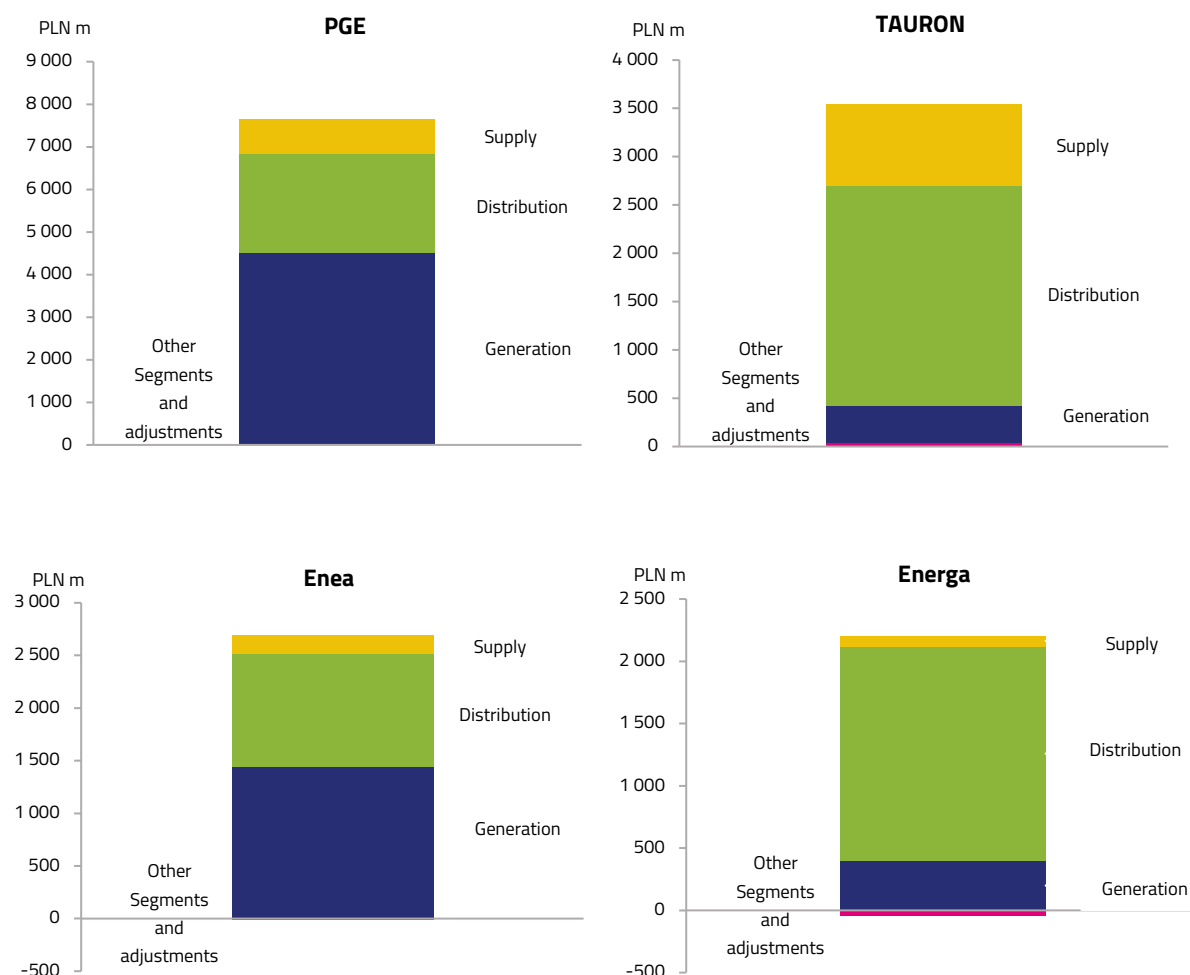 PLN m
PGE
9 000
8 000
7 000
6 000
5 000
4 000
3 000
2 000
1 000
0
Supply
Distribution
Generation
Other
Segments
and
adjustments
PLN m
TAURON
4 000
3 500
3 000
2 500
2 000
1 500
1 000
500
0
Supply
Distribution
Generation
Other
Segments
and
adjustments
PLN m
Enea
3 000
2 500
2 000
1 500
1 000
500
0
-500
Supply
Distribution
Generation
Other
Segments
and
adjustments
PLN m
Energa
2 500
2 000
1 500
1 000
500
0
-500
Supply
Distribution
Generation
Other
Segments
and
adjustments